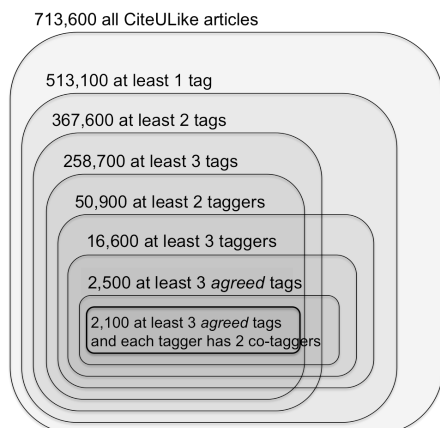 713,600 all CiteULike articles
513,100 at least 1 tag
367,600 at least 2 tags
258,700 at least 3 tags
50,900 at least 2 taggers
16,600 at least 3 taggers
2,500 at least 3 agreed tags
2,100 at least 3 agreed tags
and each tagger has 2 co-taggers